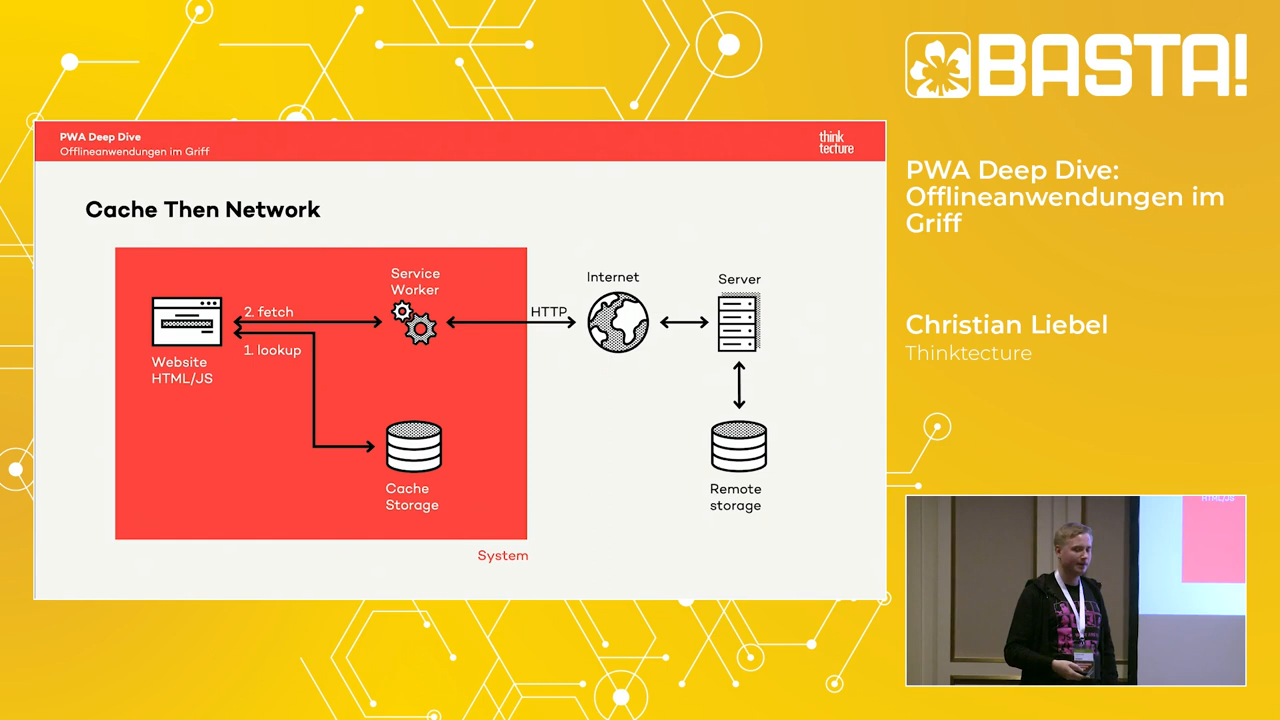 PWA Deep Dive
Offlineanwendungen im Griff
think
tecture
Cache Then Network
Service
Worker
Internet
Server
2. fetch
HTTP
1. lookup
Website
HTML/JS
Cache
Storage
Remote
storage
System
BASTA!
PWA Deep Dive:
Offlineanwendungen im
Griff
Christian Liebel
Thinktecture
HTML/JS